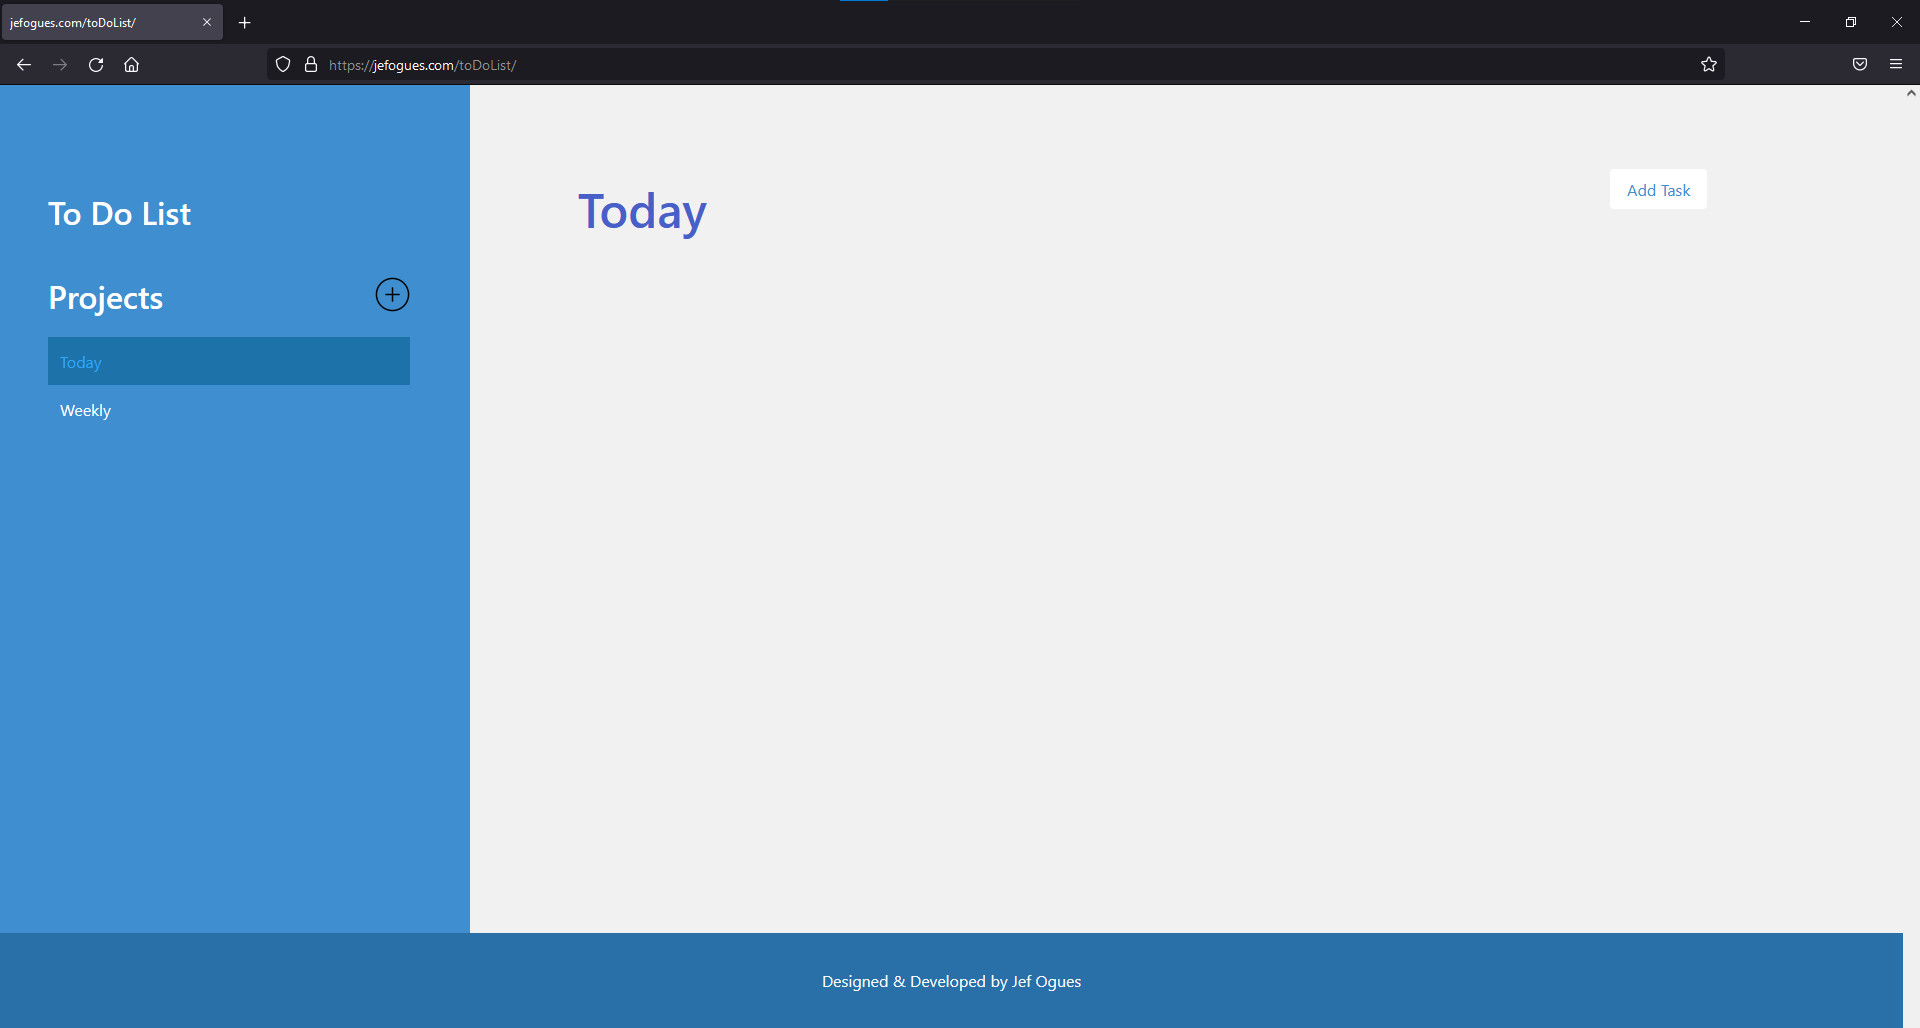 jefogues.com/toDoList/
https://jefogues.com/toDoList/
To Do List
Projects
Today
Weekly
Today
Add Task
Designed & Developed by Jef Ogues